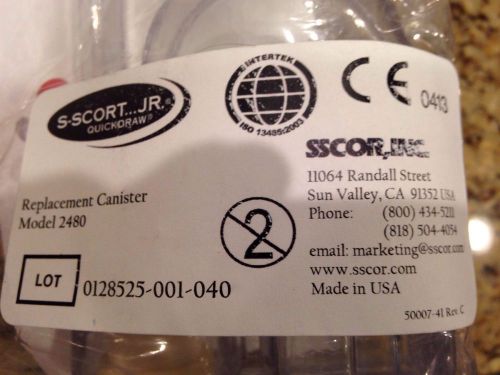 S-SCORT...JR.®
QUICKDRAW®
INTERTEK
ISO 13485:2003
CE 0413
SSCOR, INC.
11064 Randall Street
Sun Valley, CA 91352 USA
Phone: (800) 434-5211
(818) 504-4054
email: marketing@sscor.com
www.sscor.com
Made in USA
Replacement Canister
Model 2480
2
LOT 0128525-001-040
50007-41 Rev. C